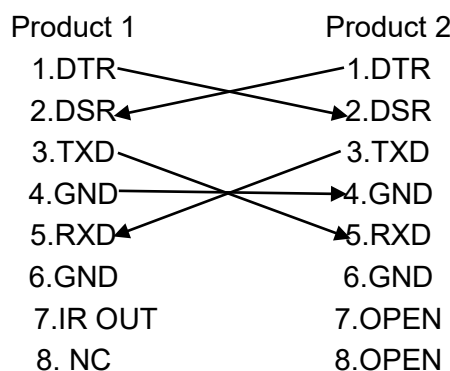 Product 1 Product 2
1.DTR 1.DTR
2.DSR 2.DSR
3.TXD 3.TXD
4.GND 4.GND
5.RXD 5.RXD
6.GND 6.GND
7.IR OUT 7.OPEN
8. NC 8.OPEN